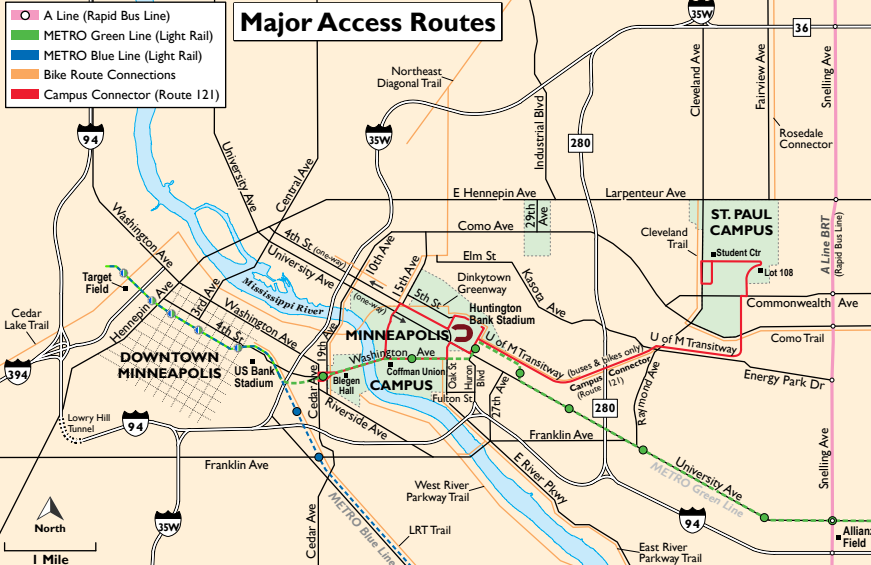 A Line (Rapid Bus Line)
METRO Green Line (Light Rail)
METRO Blue Line (Light Rail)
Bike Route Connections
Campus Connector (Route 121)
Major Access Routes
35W
36
Cleveland Ave
Fairview Ave
Snelling Ave
Northeast
Diagonal Trail
Industrial Blvd
94
35W
280
Rosedale
Connector
University Ave
Central Ave
E Hennepin Ave
Larpenteur Ave
29th
Ave
Como Ave
ST. PAUL
CAMPUS
Cleveland
Trail
Student Ctr
Lot 108
A Line BRT
(Rapid Bus Line)
Washington Ave
4th St (one-way)
University Ave
10th Ave
15th Ave
Elm St
Kasota Ave
Dinkytown
Greenway
Target
Field
Mississippi River
(one-way)
5th St
Huntington
Bank Stadium
Commonwealth Ave
Cedar
Lake Trail
Hennepin Ave
3rd Ave
Washington Ave
4th St
19th Ave
MINNEAPOLIS
CAMPUS
Washington Ave
U of M Transitway
(buses & bikes only)
Campus Connector
(Route 121)
U of M Transitway
Como Trail
DOWNTOWN
MINNEAPOLIS
US Bank
Stadium
Coffman Union
Blegen
Hall
Oak St
Huron
Blvd
394
Cedar Ave
Riverside Ave
Fulton St
27th Ave
280
Raymond Ave
Energy Park Dr
Lowry Hill
Tunnel
94
Franklin Ave
Franklin Ave
E River Pkwy
University Ave
METRO Green Line
Snelling Ave
West River
Parkway Trail
North
35W
Cedar Ave
METRO Blue Line
LRT Trail
94
Allianz
Field
East River
Parkway Trail
1 Mile